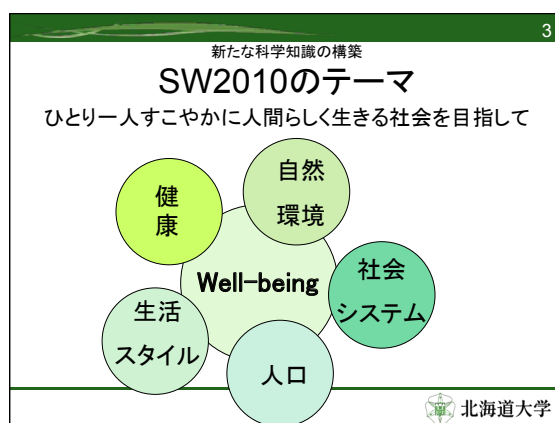 3
新たな科学知識の構築
SW2010のテーマ
ひとり一人すこやかに人間らしく生きる社会を目指して
自然
環境
健
康
Well-being
社会
システム
生活
スタイル
人口
北海道大学